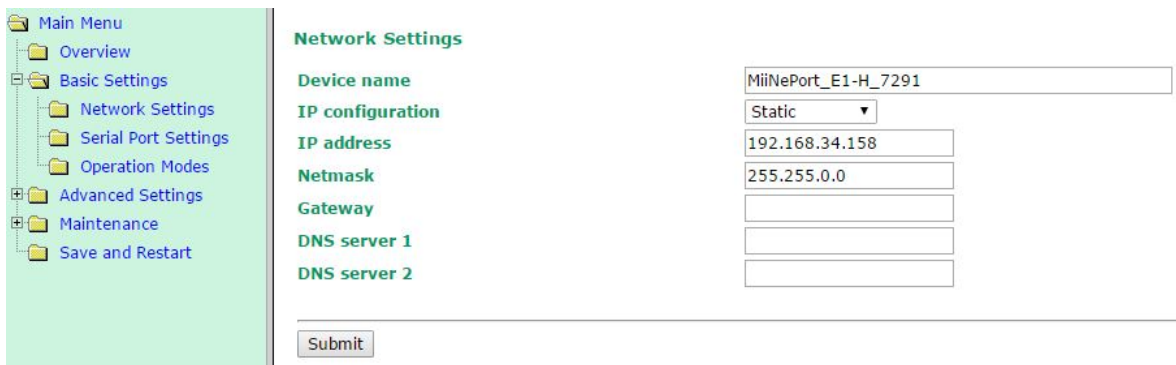 Main Menu
Overview
Basic Settings
Network Settings
Serial Port Settings
Operation Modes
Advanced Settings
Maintenance
Save and Restart
Network Settings
Device name MiiNePort_E1-H_7291
IP configuration Static
IP address 192.168.34.158
Netmask 255.255.0.0
Gateway
DNS server 1
DNS server 2
Submit